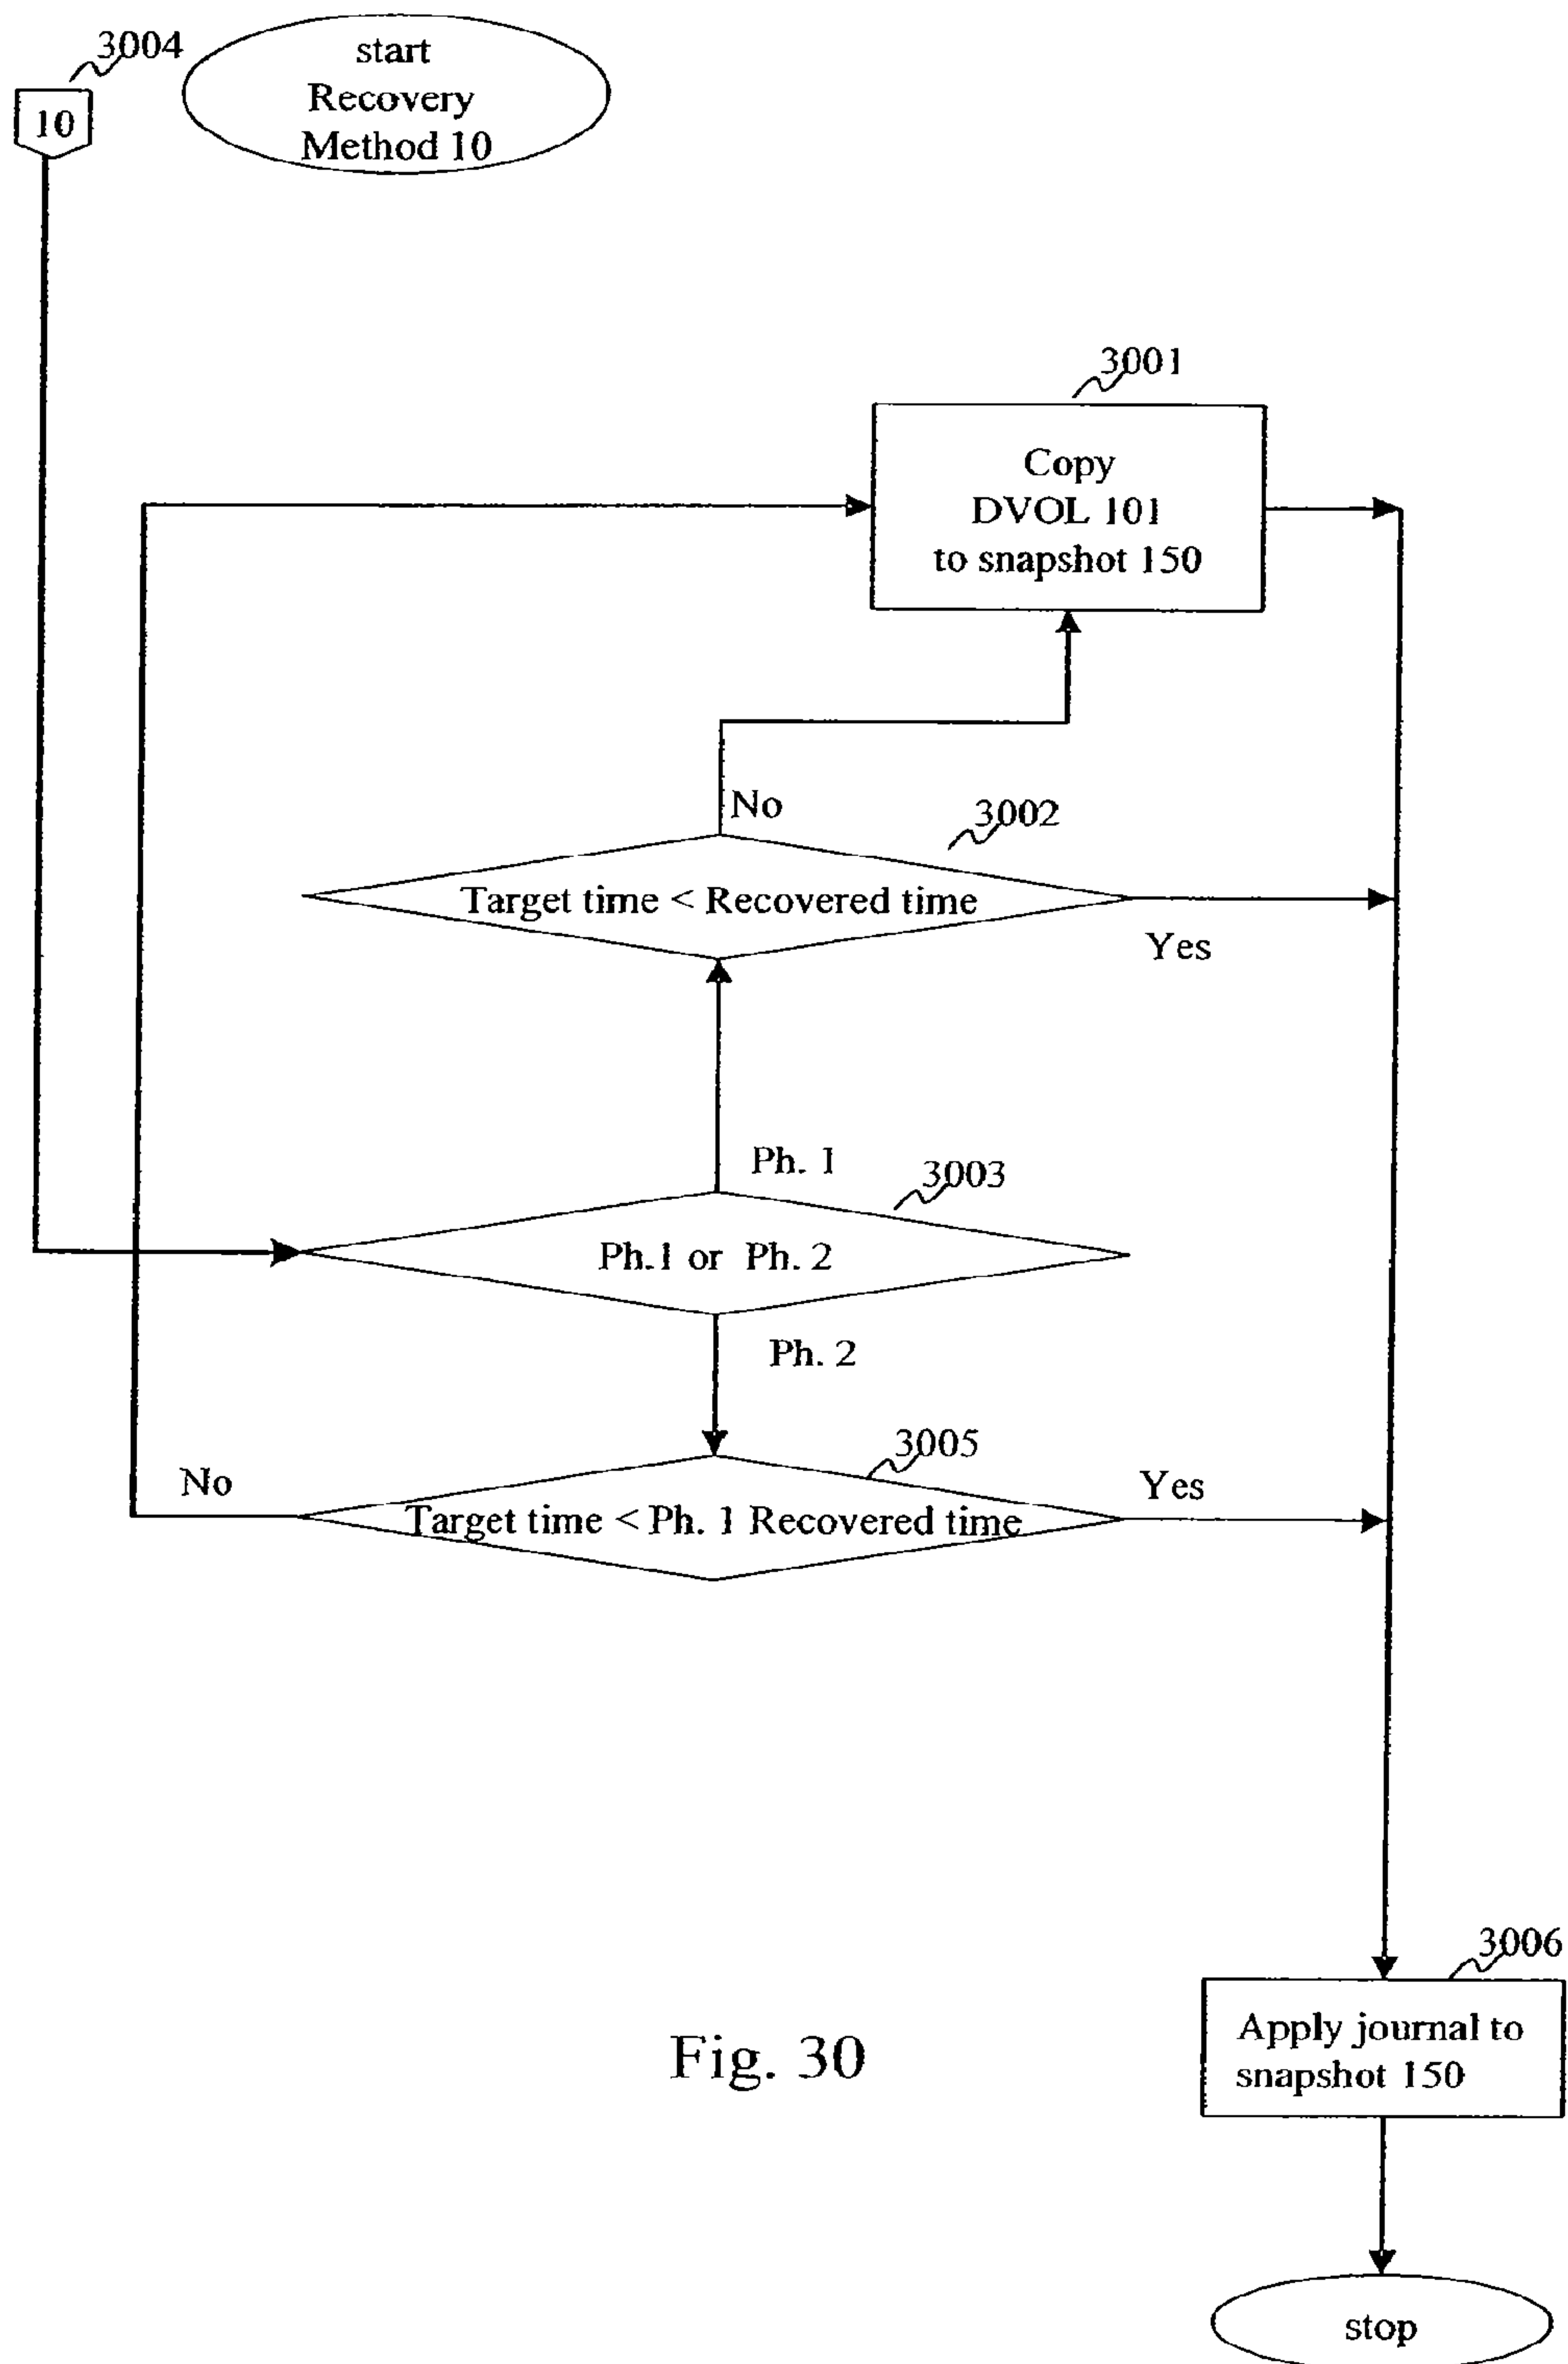 3004
10
start
Recovery
Method 10
3001
Copy
DVOL 101
to snapshot 150
No
3002
Target time < Recovered time
Yes
Ph. 1
3003
Ph.1 or Ph. 2
Ph. 2
3005
No
Yes
Target time < Ph. 1 Recovered time
3006
Apply journal to
snapshot 150
Fig. 30
stop